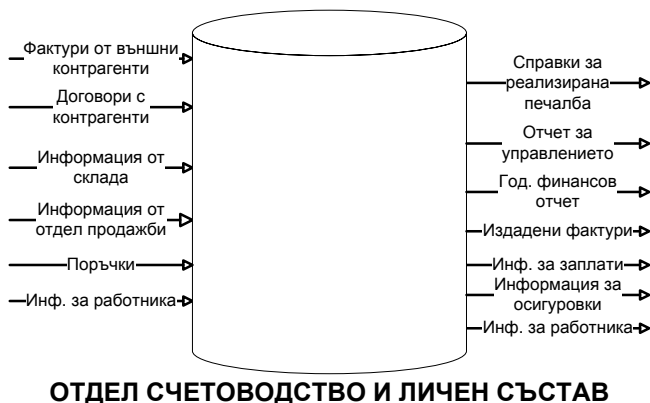 Фактури от външни
контрагенти
Договори с
контрагенти
Информация от
склада
Информация от
отдел продажби
Поръчки
Инф. за работника
Справки за
реализирана
печалба
Отчет за
управлението
Год. финансов
отчет
Издадени фактури
Инф. за заплати
Информация за
осигуровки
Инф. за работника
ОТДЕЛ СЧЕТОВОДСТВО И ЛИЧЕН СЪСТАВ